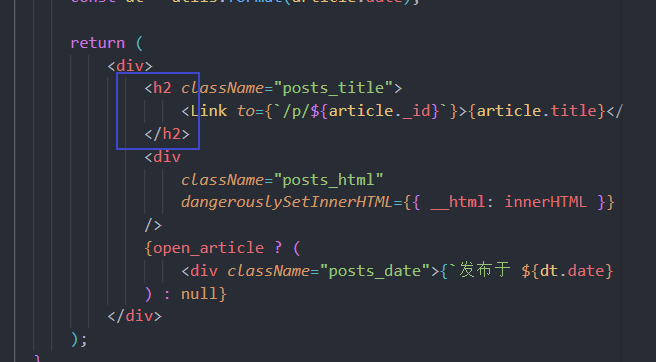 const dt = utils.format(article.date);
return (
<div>
<h2 className="posts_title">
<Link to={`/p/${article._id}`}>{article.title}</
</h2>
<div
className="posts_html"
dangerouslySetInnerHTML={{ __html: innerHTML }}
/>
{open_article ? (
<div className="posts_date">{`发布于 ${dt.date}
) : null}
</div>
);
}